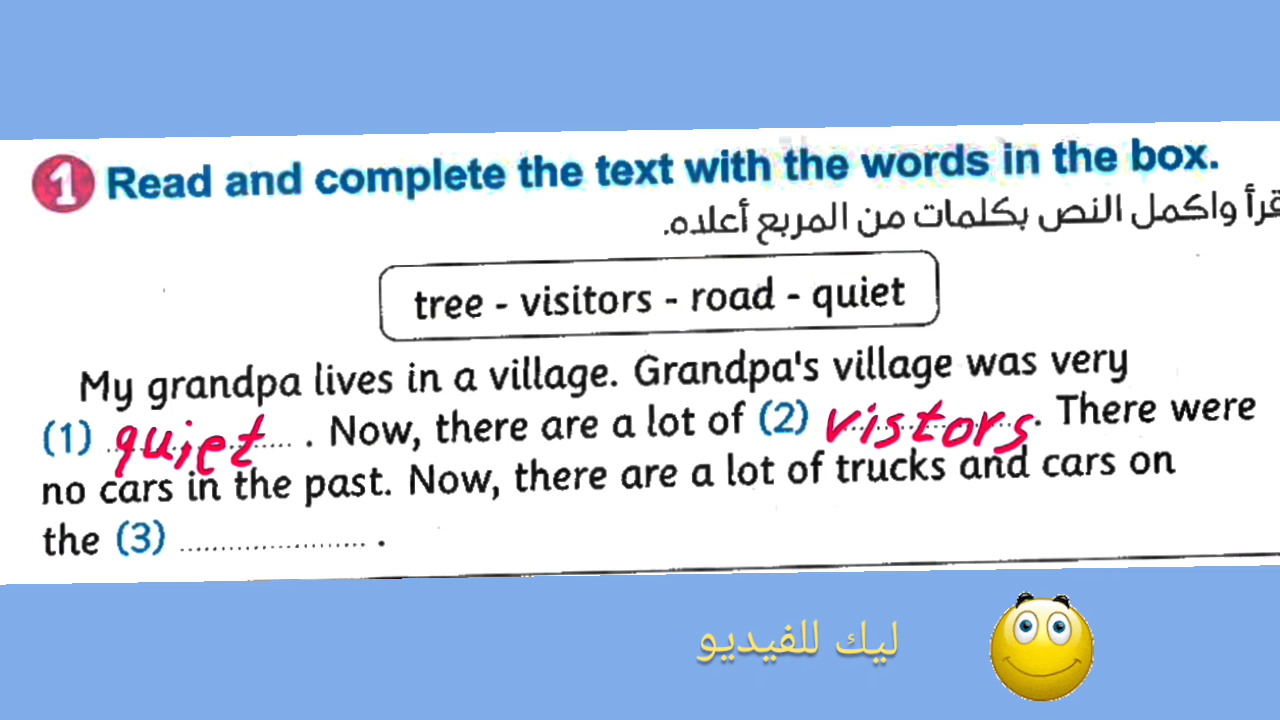 1 Read and complete the text with the words in the box.
قرأ واكمل النص بكلمات من المربع أعلاه.
tree - visitors - road - quiet
My grandpa lives in a village. Grandpa's village was very
(1) quiet . Now, there are a lot of (2) vistors. There were
no cars in the past. Now, there are a lot of trucks and cars on
the (3) ...................... .
ليك للفيديو